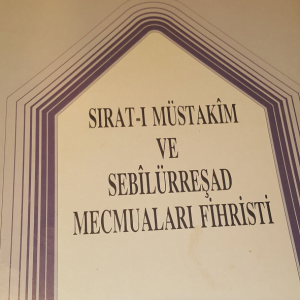 SIRAT-I MÜSTAKÎM
VE
SEBÎLÜRREŞAD
MECMUALARI FİHRİSTİ